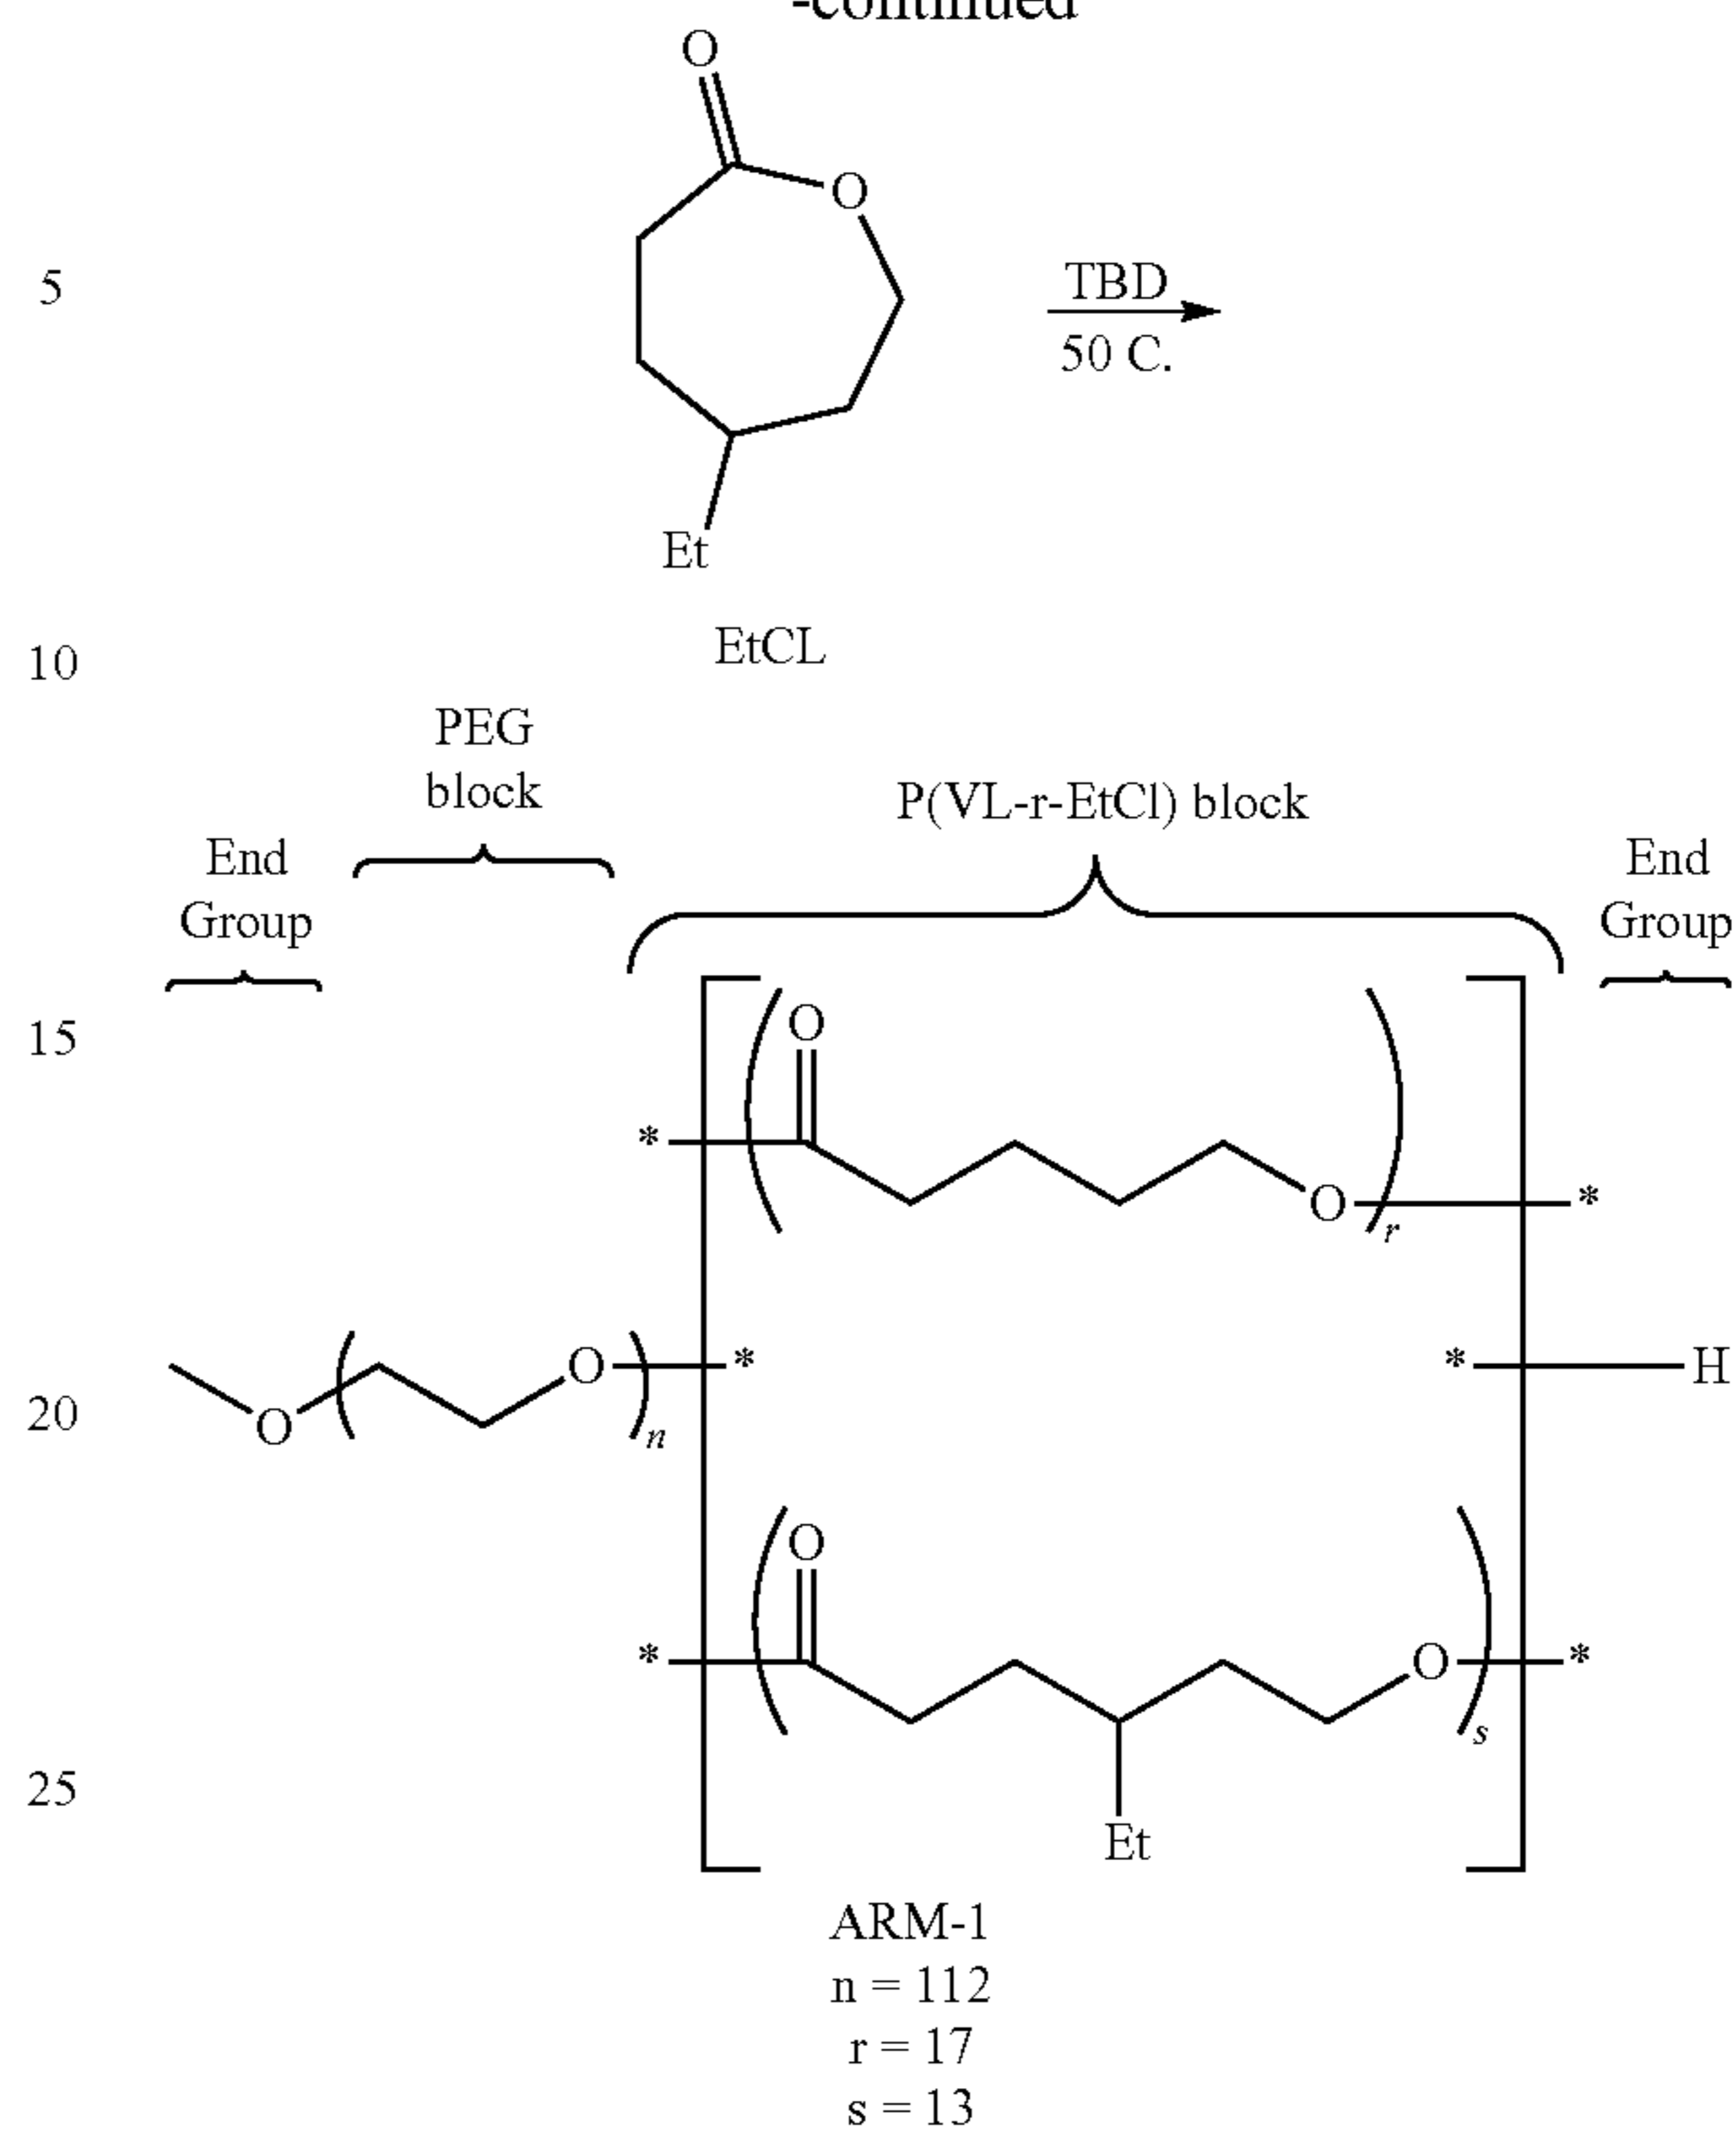 -continued
O
O
5
TBD
50 C.
Et
EtCL
10
PEG
block
P(VL-r-EtCl) block
End
Group
End
Group
15
O
*
O
r
*
O
*
*
H
20
O
n
O
*
O
*
s
25
Et
ARM-1
n = 112
r = 17
s = 13